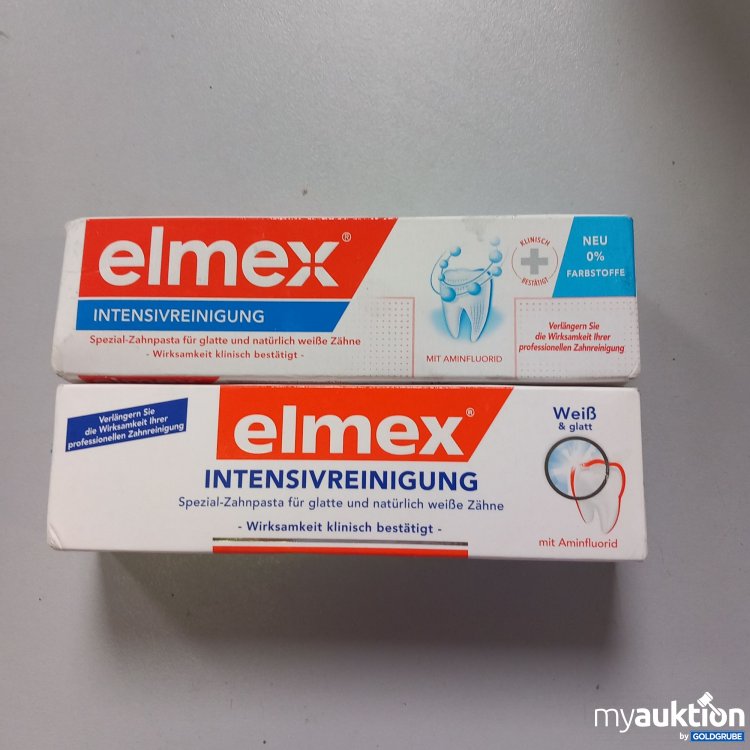 elmex®
INTENSIVREINIGUNG
Spezial-Zahnpasta für glatte und natürlich weiße Zähne
- Wirksamkeit klinisch bestätigt -
MIT AMINFLUORID
KLINISCH
BESTÄTIGT
NEU
0%
FARBSTOFFE
Verlängern Sie
die Wirksamkeit Ihrer
professionellen Zahnreinigung
Verlängern Sie
die Wirksamkeit Ihrer
professionellen Zahnreinigung
elmex®
INTENSIVREINIGUNG
Spezial-Zahnpasta für glatte und natürlich weiße Zähne
- Wirksamkeit klinisch bestätigt -
Weiß
& glatt
mit Aminfluorid
myauktion
by GOLDGRUBE